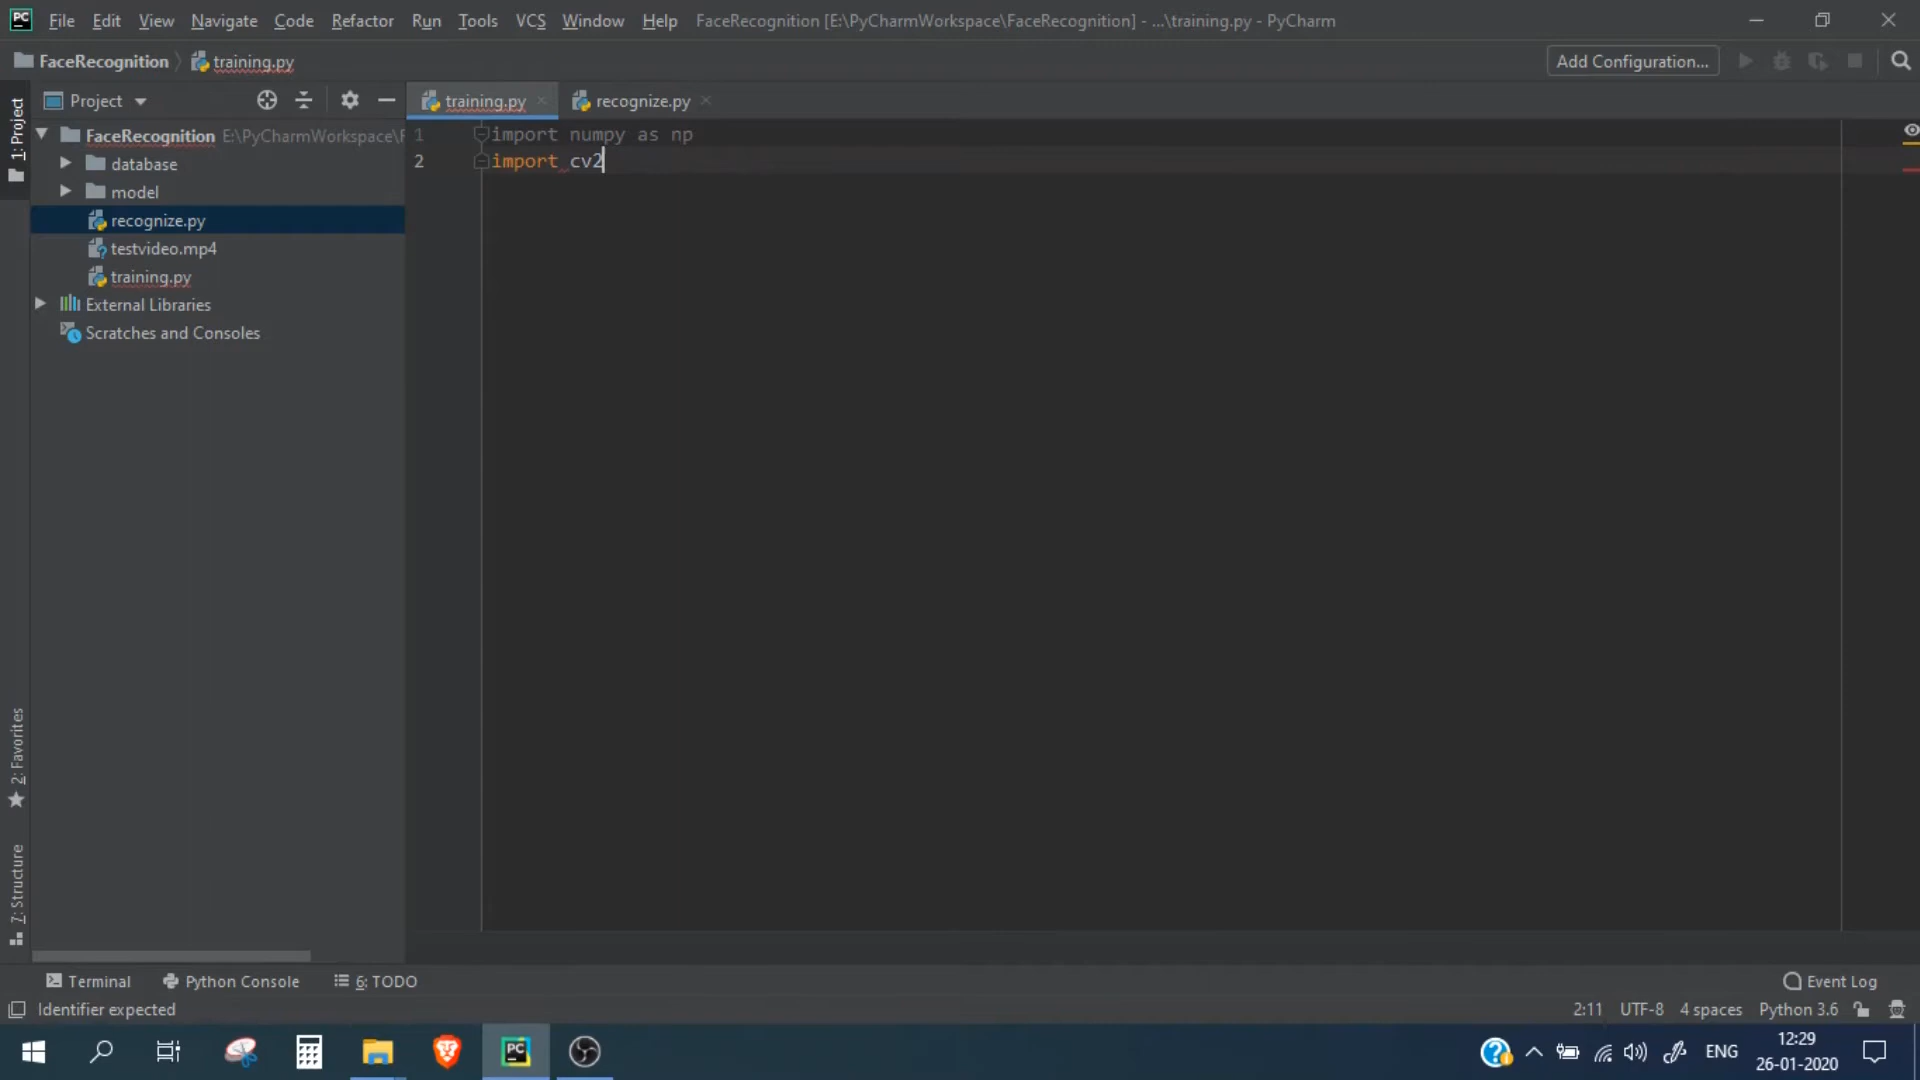 PC File Edit View Navigate Code Refactor Run Tools VCS Window Help FaceRecognition [E:\PyCharmWorkspace\FaceRecognition] - ...\training.py - PyCharm
FaceRecognition training.py Add Configuration...
1: Project
Project
training.py
recognize.py
FaceRecognition E:\PyCharmWorkspace\F
database
model
recognize.py
testvideo.mp4
training.py
External Libraries
Scratches and Consoles
1 import numpy as np
2 import cv2
2: Favorites
7: Structure
Terminal Python Console 6: TODO Event Log
Identifier expected 2:11 UTF-8 4 spaces Python 3.6
PC ENG 12:29
26-01-2020